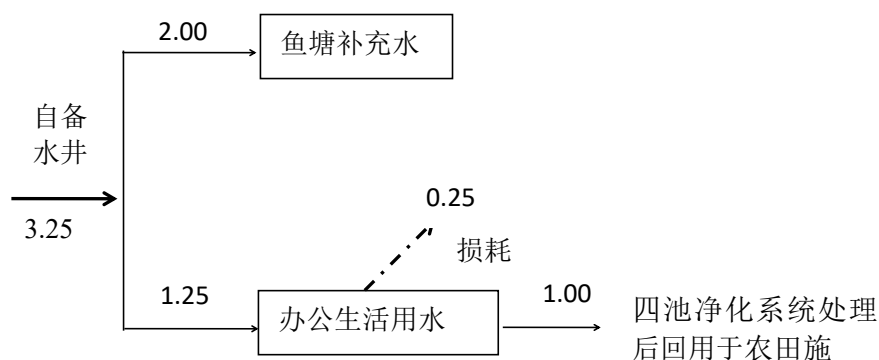 2.00
鱼塘补充水
自备
水井
3.25
0.25
损耗
1.25
办公生活用水
1.00
四池净化系统处理
后回用于农田施